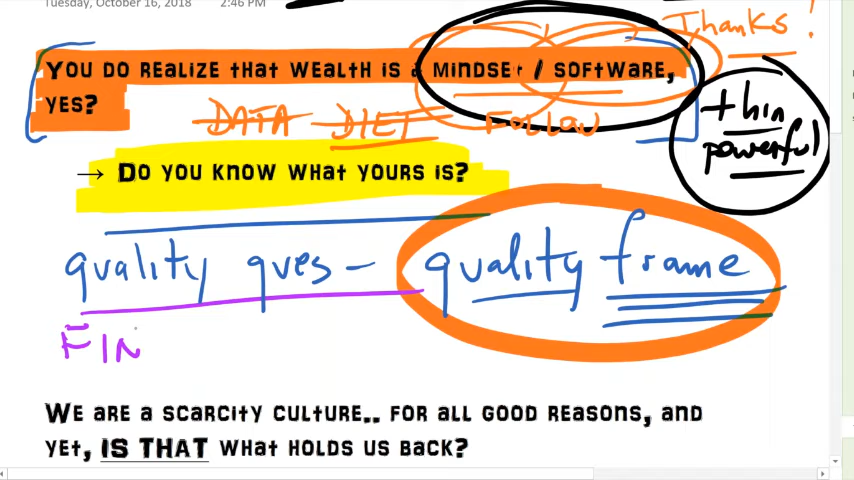 Tuesday, October 16, 2018 2:46 PM
Thanks!
YOU DO REALIZE THAT WEALTH IS a MINDSET / SOFTWARE,
YES?
DATA DIET Follow
thin
powerful
→ DO YOU KNOW WHAT YOURS IS?
quality ques - quality frame
FIN
WE ARE A SCARCITY CULTURE.. FOR ALL GOOD REASONS, AND
YET, IS THAT WHAT HOLDS US BACK?